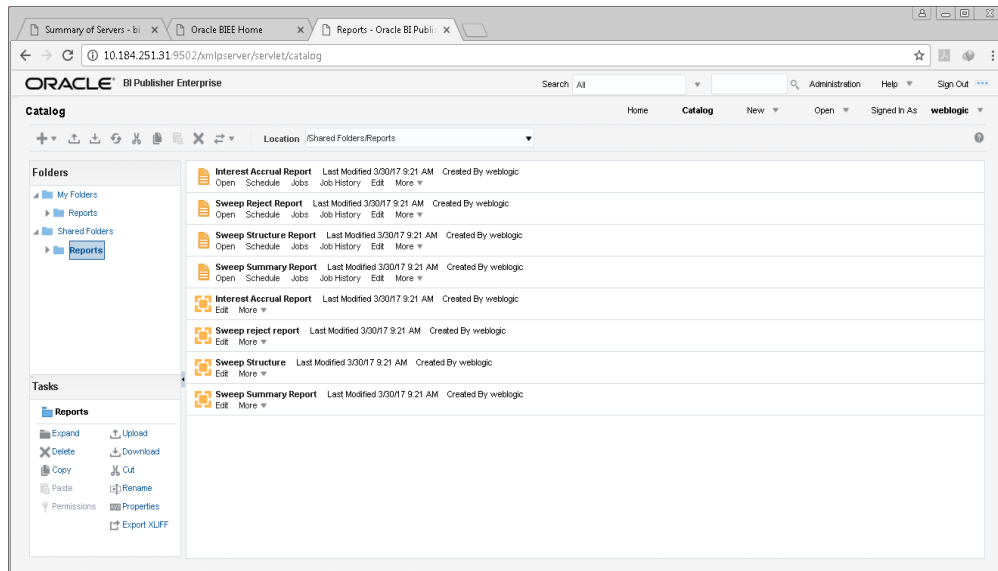 Summary of Servers - bi
Oracle BIEE Home
Reports - Oracle BI Publi
10.184.251.31:9502/xmlpserver/servlet/catalog
ORACLE BI Publisher Enterprise
Search All
Administration Help Sign Out
Catalog
Home Catalog New Open Signed In As weblogic
Location /Shared Folders/Reports
Folders
My Folders
Reports
Shared Folders
Reports
Interest Accrual Report Last Modified 3/30/17 9:21 AM Created By weblogic
Open Schedule Jobs Job History Edit More
Sweep Reject Report Last Modified 3/30/17 9:21 AM Created By weblogic
Open Schedule Jobs Job History Edit More
Sweep Structure Report Last Modified 3/30/17 9:21 AM Created By weblogic
Open Schedule Jobs Job History Edit More
Sweep Summary Report Last Modified 3/30/17 9:21 AM Created By weblogic
Open Schedule Jobs Job History Edit More
Interest Accrual Report Last Modified 3/30/17 9:21 AM Created By weblogic
Edit More
Sweep reject report Last Modified 3/30/17 9:21 AM Created By weblogic
Edit More
Sweep Structure Last Modified 3/30/17 9:21 AM Created By weblogic
Edit More
Sweep Summary Report Last Modified 3/30/17 9:21 AM Created By weblogic
Edit More
Tasks
Reports
Expand Upload
Delete Download
Copy Cut
Paste Rename
Permissions Properties
Export XLIFF